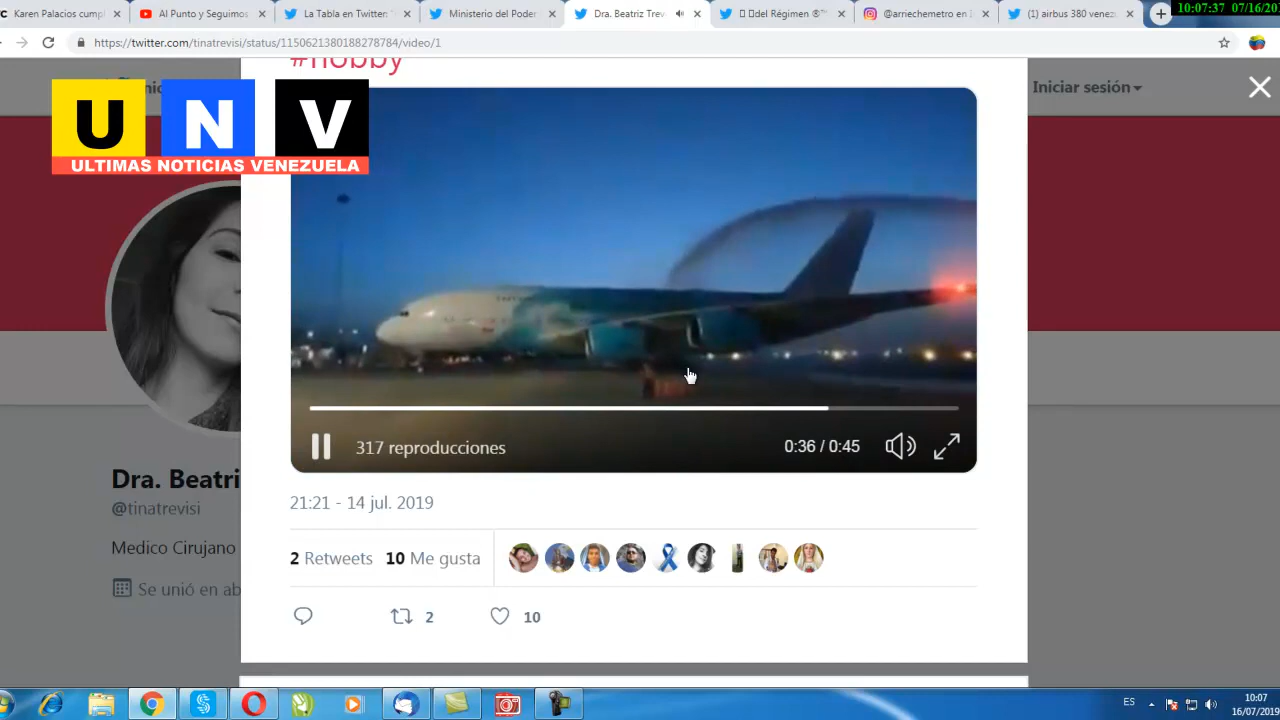 Karen Palacios cumpl
Al Punto y Seguimos
La Tabla en Twitter:
Ministerio del Poder
Dra. Beatriz Trev
del Régimen
@arriechemetro en I
(1) airbus 380 venez
10:07:37 07/16/20
https://twitter.com/tinatrevisi/status/1150621380188278784/video/1
#hobby
Iniciar sesión
U N V
ULTIMAS NOTICIAS VENEZUELA
317 reproducciones
0:36 / 0:45
Dra. Beatri
@tinatrevisi
Medico Cirujano
Se unió en ab
21:21 - 14 jul. 2019
2 Retweets 10 Me gusta
2 10
ES
10:07
16/07/2019